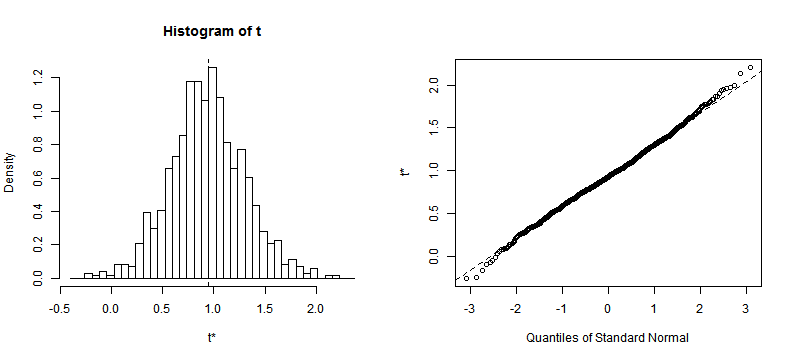 Histogram of t
Density
0.0 0.2 0.4 0.6 0.8 1.0 1.2
-0.5 0.0 0.5 1.0 1.5 2.0
t*
t*
0.0 0.5 1.0 1.5 2.0
-3 -2 -1 0 1 2 3
Quantiles of Standard Normal